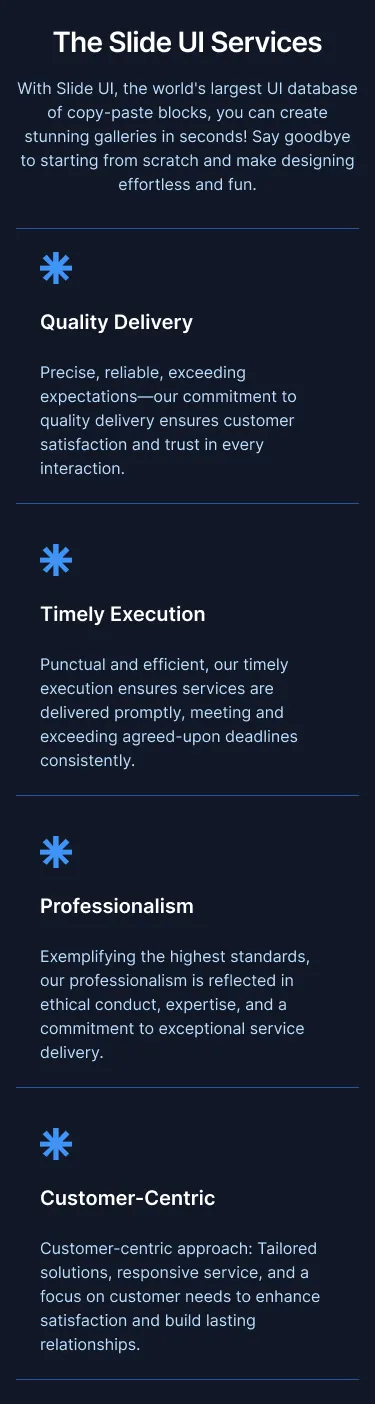 The Slide UI Services
With Slide UI, the world's largest UI database
of copy-paste blocks, you can create
stunning galleries in seconds! Say goodbye
to starting from scratch and make designing
effortless and fun.
Quality Delivery
Precise, reliable, exceeding
expectations—our commitment to
quality delivery ensures customer
satisfaction and trust in every
interaction.
Timely Execution
Punctual and efficient, our timely
execution ensures services are
delivered promptly, meeting and
exceeding agreed-upon deadlines
consistently.
Professionalism
Exemplifying the highest standards,
our professionalism is reflected in
ethical conduct, expertise, and a
commitment to exceptional service
delivery.
Customer-Centric
Customer-centric approach: Tailored
solutions, responsive service, and a
focus on customer needs to enhance
satisfaction and build lasting
relationships.